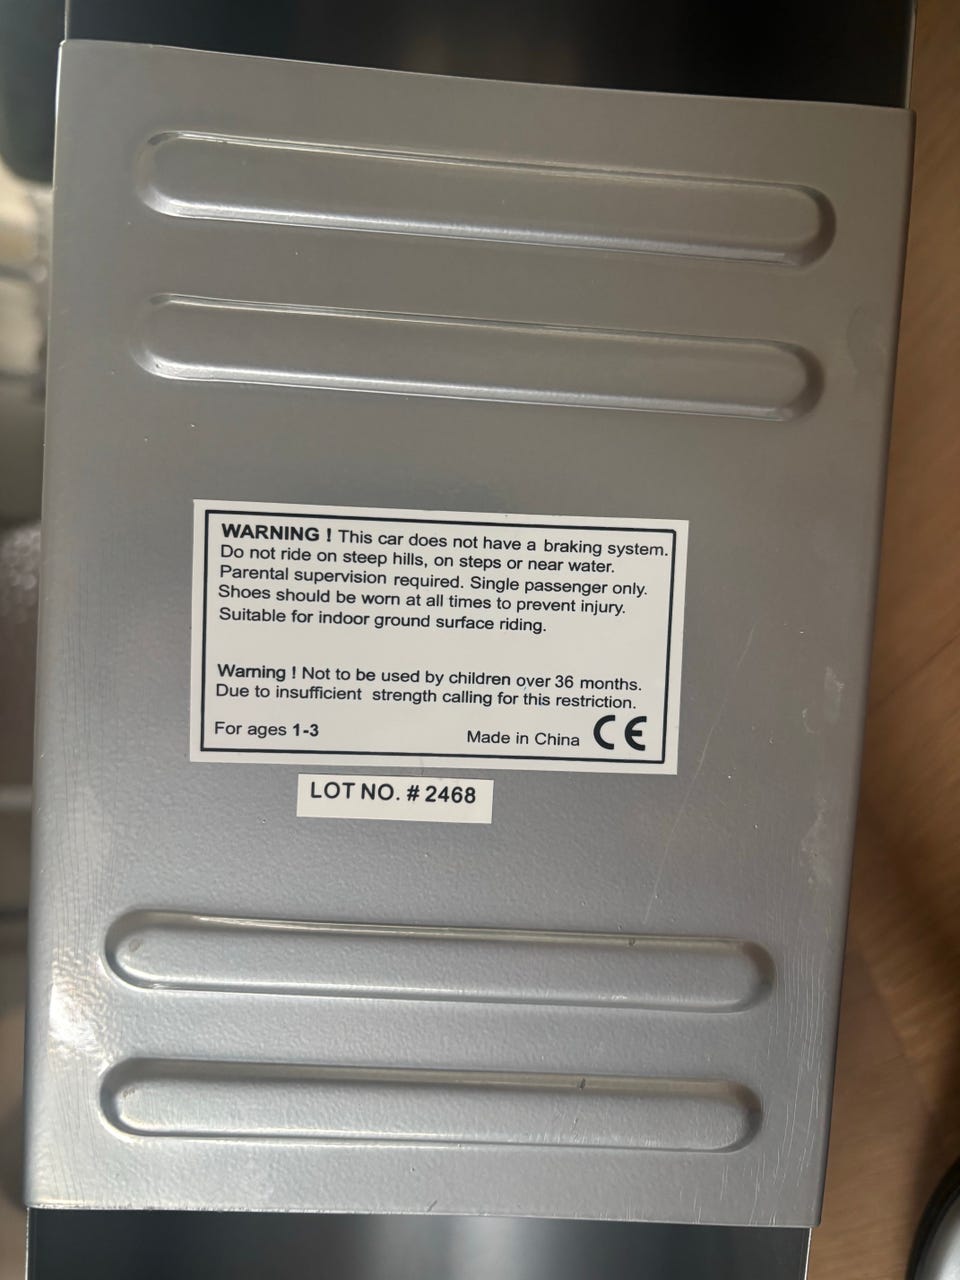 WARNING ! This car does not have a braking system.
Do not ride on steep hills, on steps or near water.
Parental supervision required. Single passenger only.
Shoes should be worn at all times to prevent injury.
Suitable for indoor ground surface riding.
Warning ! Not to be used by children over 36 months.
Due to insufficient strength calling for this restriction.
For ages 1-3
Made in China CE
LOT NO. # 2468